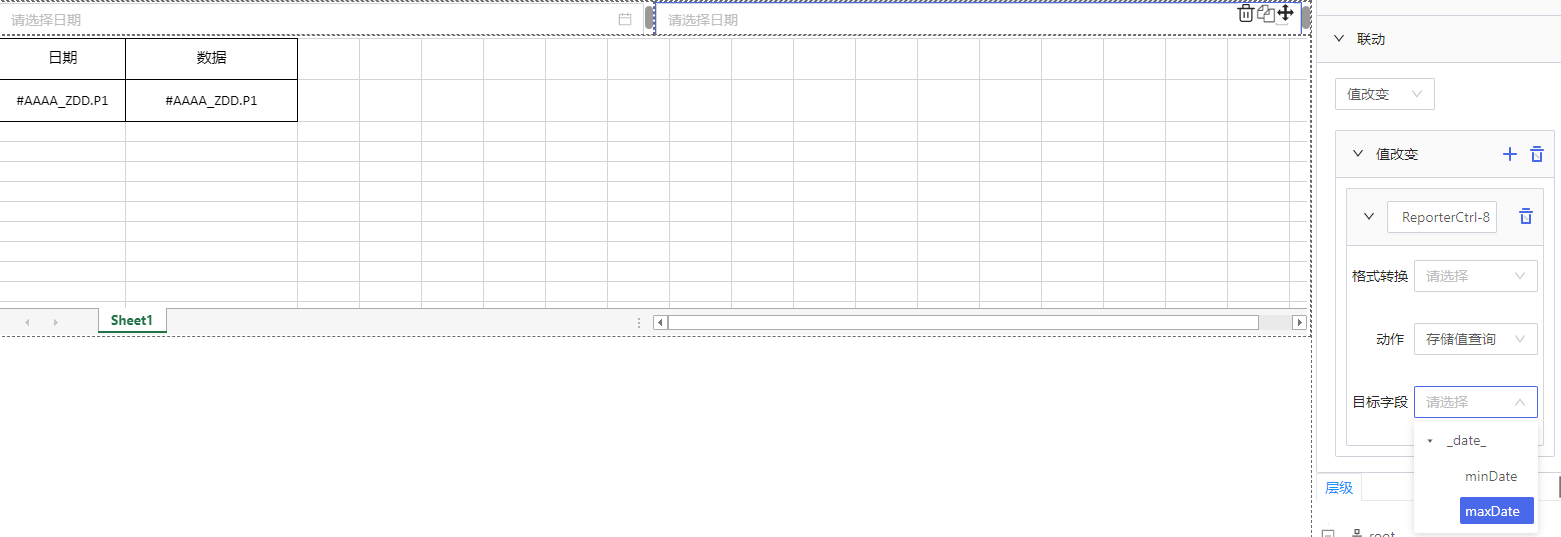 请选择日期
请选择日期
日期
数据
#AAAA_ZDD.P1
#AAAA_ZDD.P1
Sheet1
联动
值改变
值改变
ReporterCtrl-8
格式转换
请选择
动作
存储值查询
目标字段
请选择
_date_
minDate
maxDate
层级
root